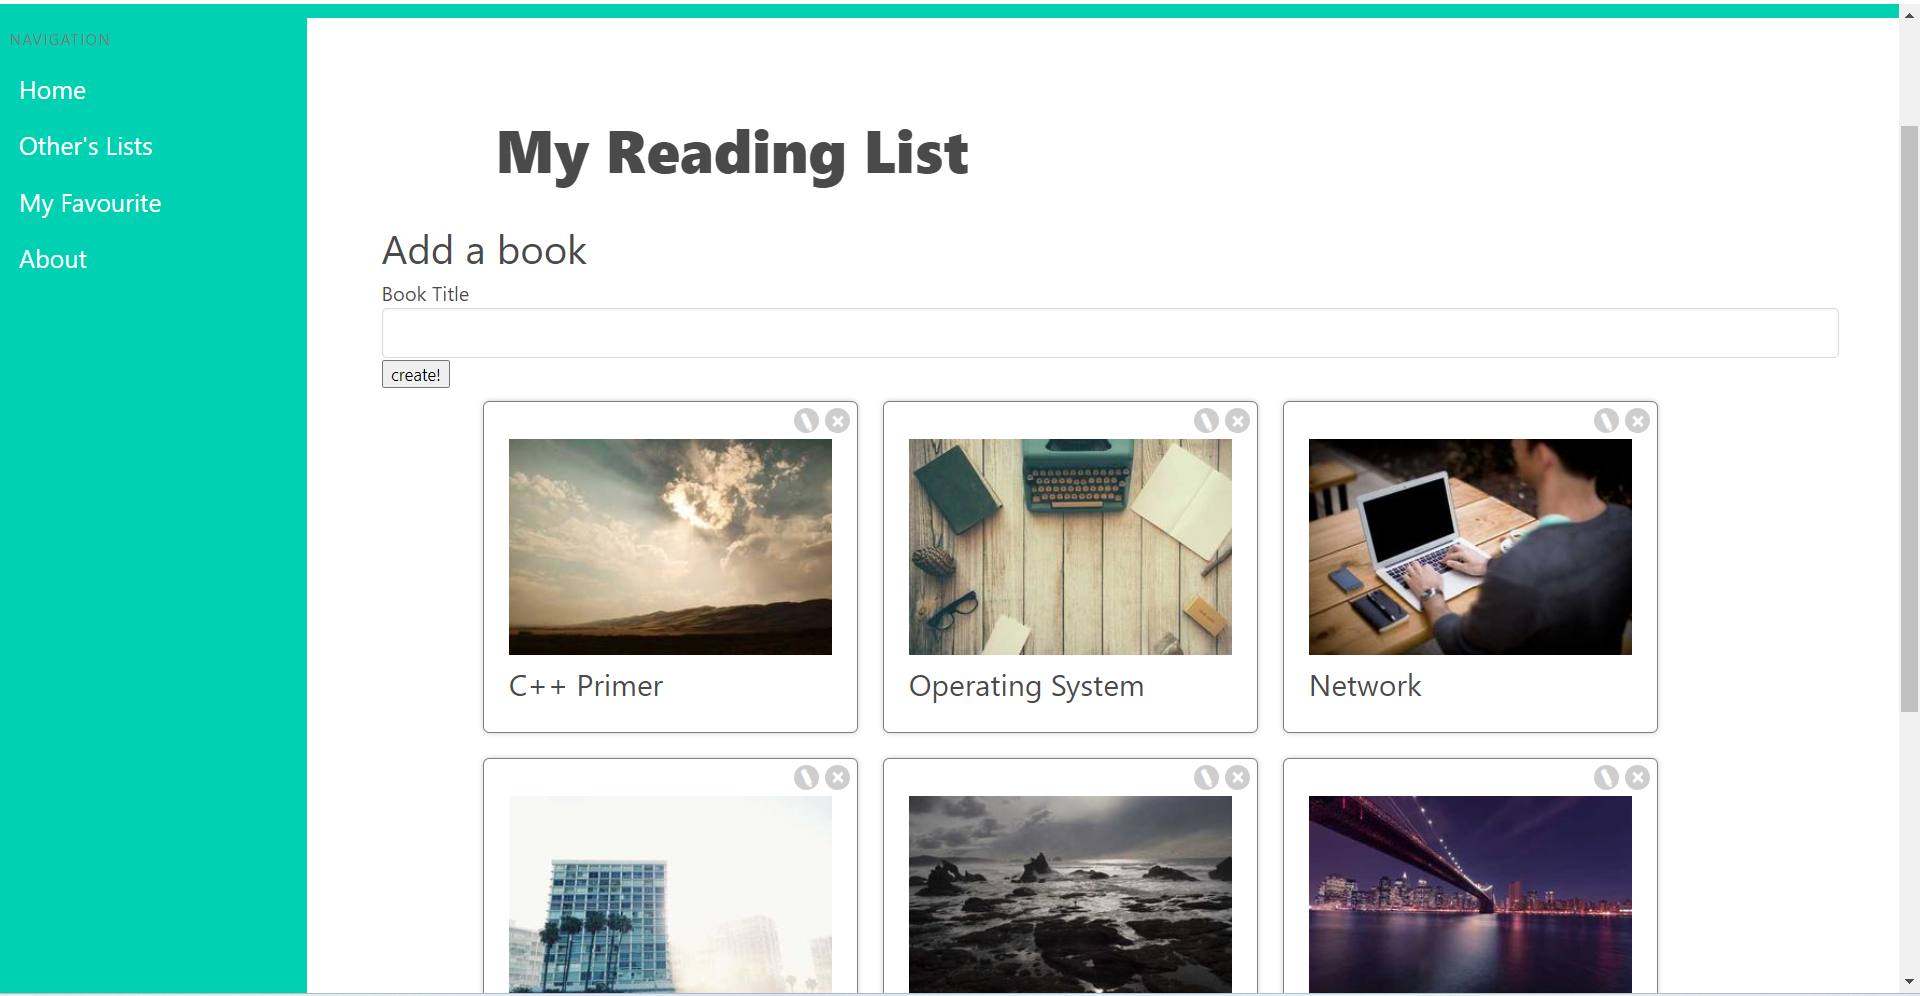 NAVIGATION
Home
Other's Lists
My Favourite
About
My Reading List
Add a book
Book Title
create!
C++ Primer
Operating System
Network